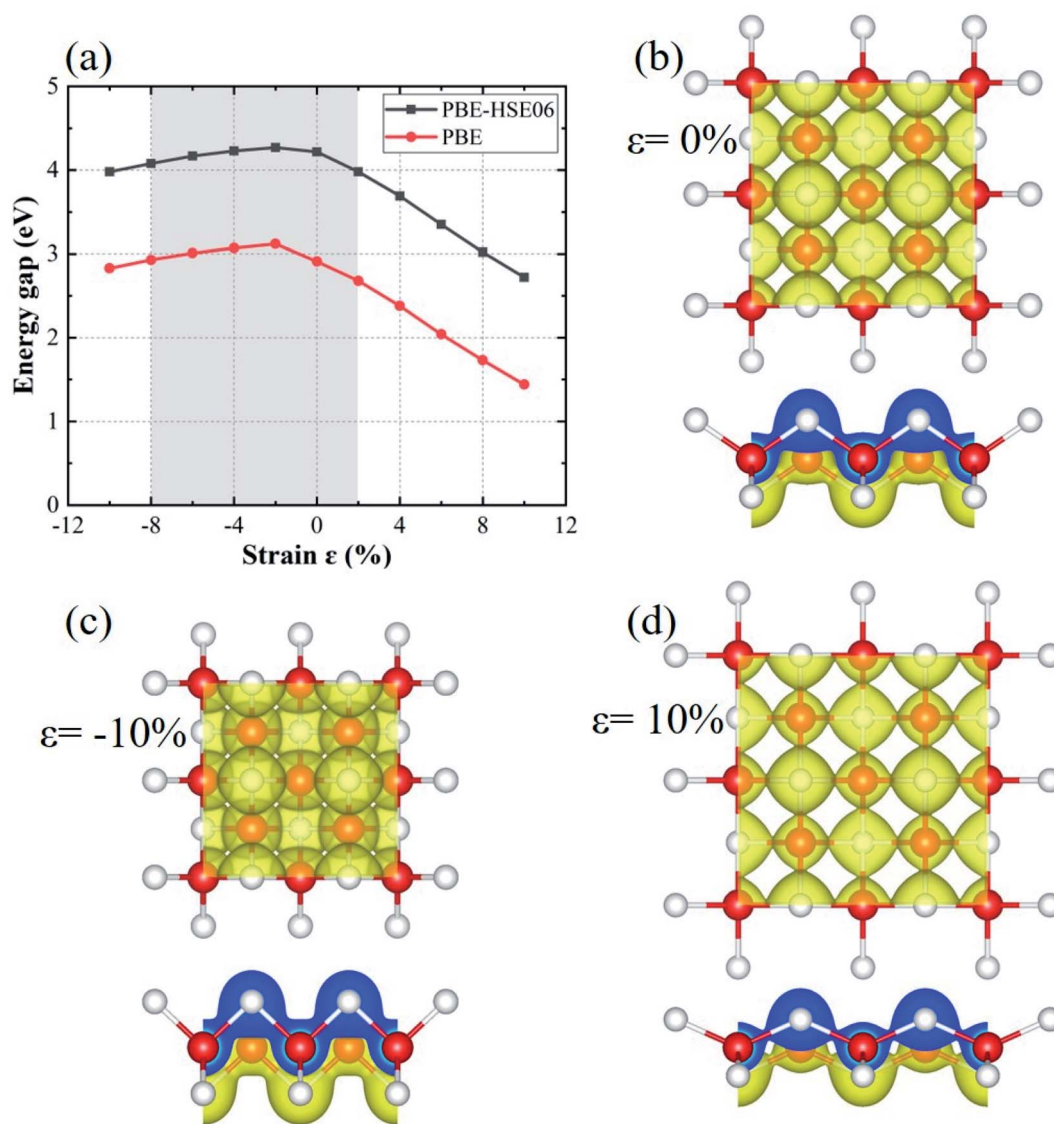 (a)
Energy gap (eV)
5
4
3
2
1
0
PBE-HSE06
PBE
-12 -8 -4 0 4 8 12
Strain ε (%)
(b)
ε= 0%
(c)
ε= -10%
(d)
ε= 10%